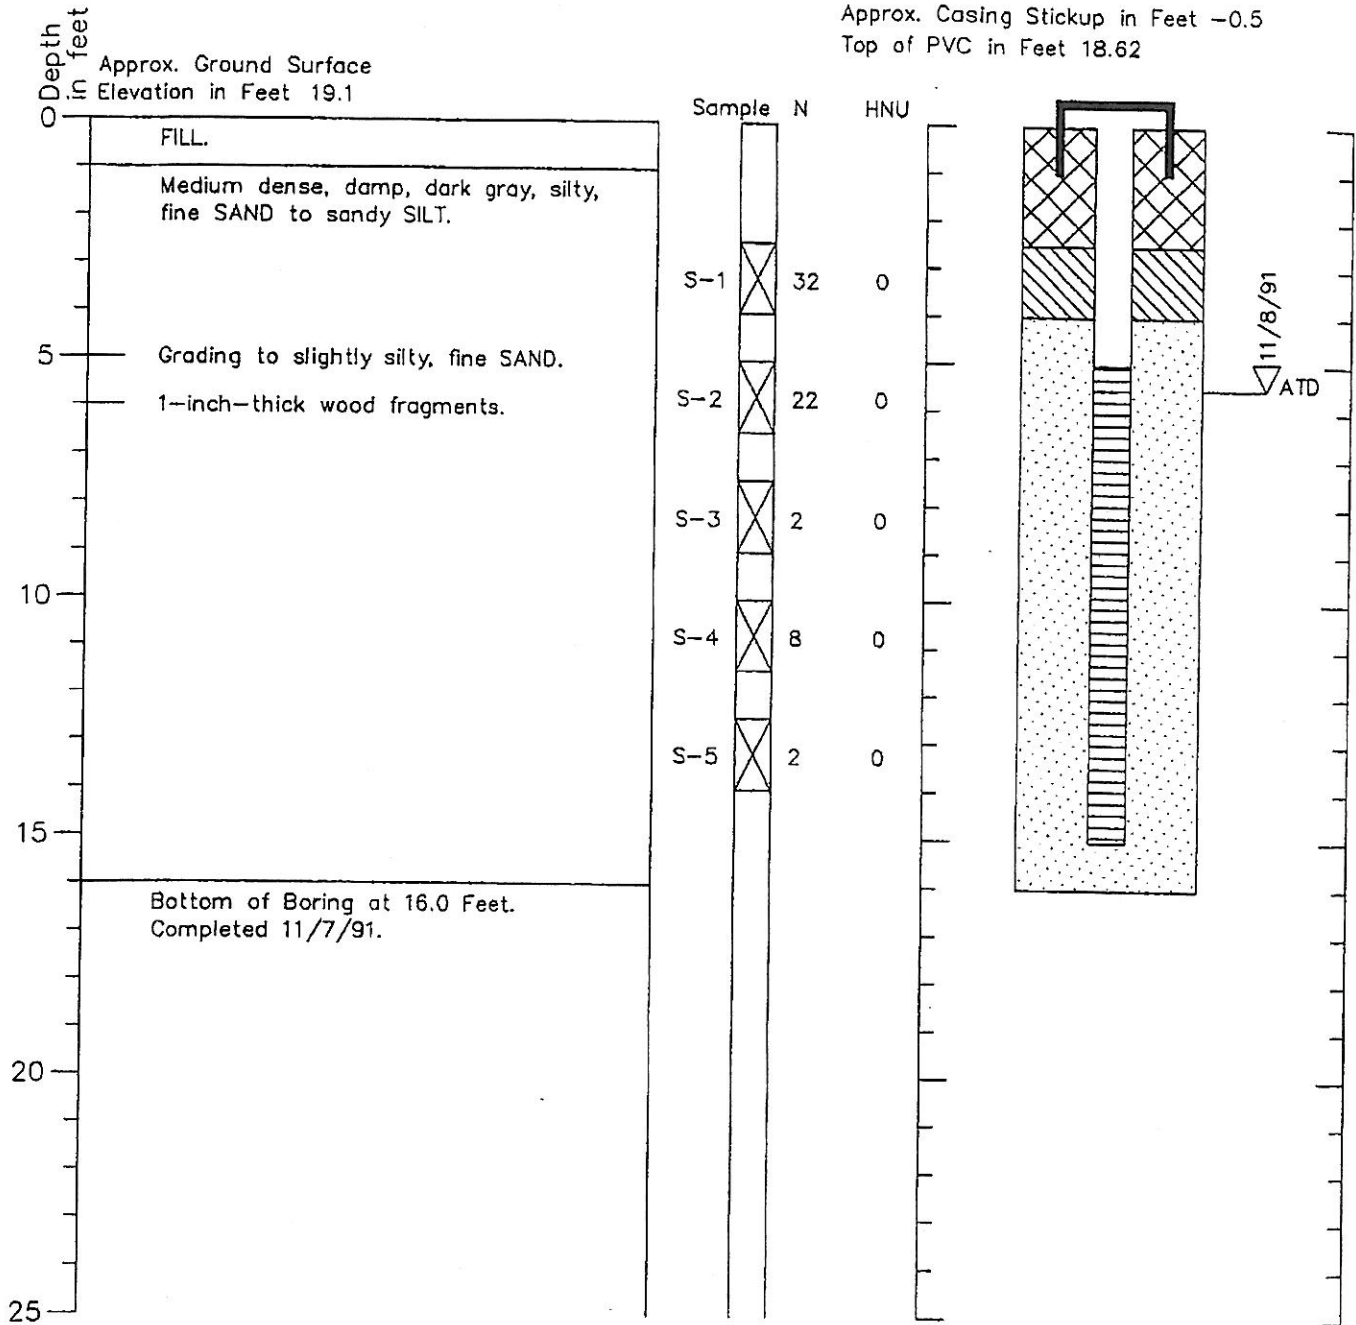 Approx. Casing Stickup in Feet -0.5
Top of PVC in Feet 18.62
Depth
in feet
Approx. Ground Surface
Elevation in Feet 19.1
Sample N HNU
0
FILL.
Medium dense, damp, dark gray, silty,
fine SAND to sandy SILT.
S-1 32 0
11/8/91
ATD
5
Grading to slightly silty, fine SAND.
1-inch-thick wood fragments.
S-2 22 0
S-3 2 0
10
S-4 8 0
S-5 2 0
15
Bottom of Boring at 16.0 Feet.
Completed 11/7/91.
20
25